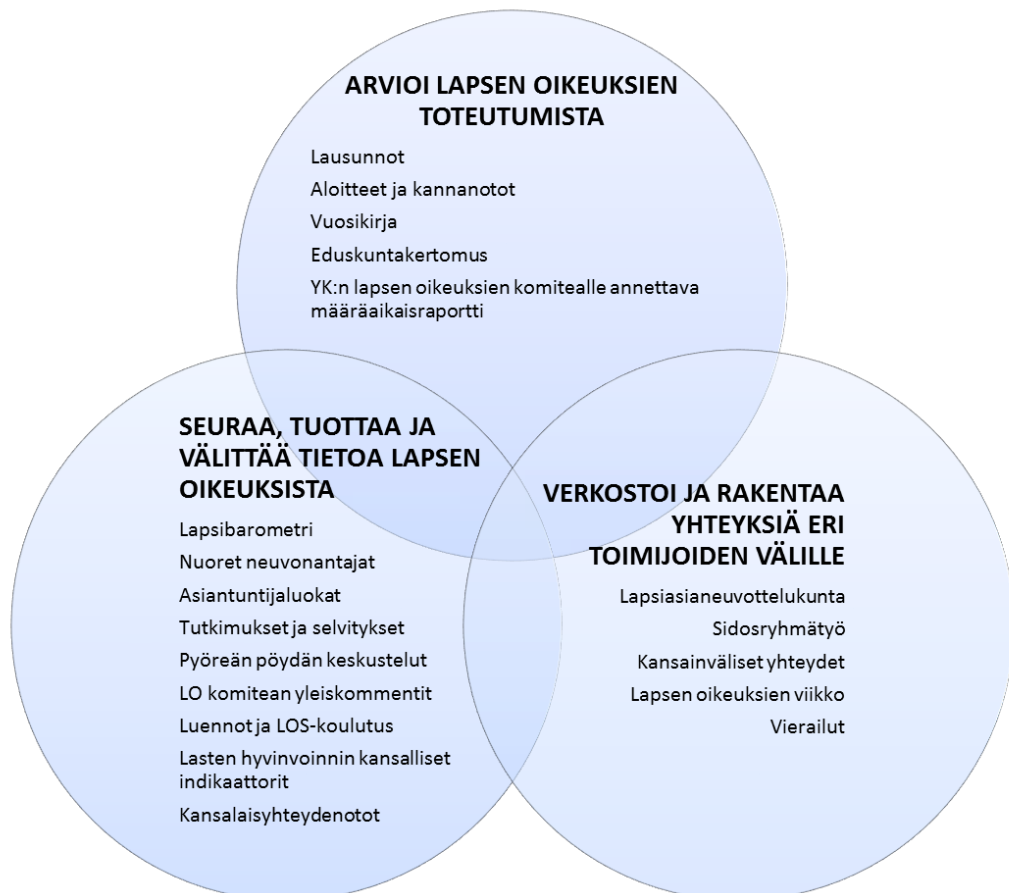 ARVIOI LAPSEN OIKEUKSIEN
TOTEUTUMISTA
Lausunnot
Aloitteet ja kannanotot
Vuosikirja
Eduskuntakertomus
YK:n lapsen oikeuksien komitealle annettava
määräaikaisraportti
SEURAA, TUOTTAA JA
VÄLITTÄÄ TIETOA LAPSEN
OIKEUKSISTA
Lapsibarometri
Nuoret neuvonantajat
Asiantuntijaluokat
Tutkimukset ja selvitykset
Pyöreän pöydän keskustelut
LO komitean yleiskommentit
Luennot ja LOS-koulutus
Lasten hyvinvoinnin kansalliset
indikaattorit
Kansalaisyhteydenotot
VERKOSTOI JA RAKENTAA
YHTEYKSIÄ ERI
TOIMIJOIDEN VÄLILLE
Lapsiasianeuvottelukunta
Sidosryhmätyö
Kansainväliset yhteydet
Lapsen oikeuksien viikko
Vierailut